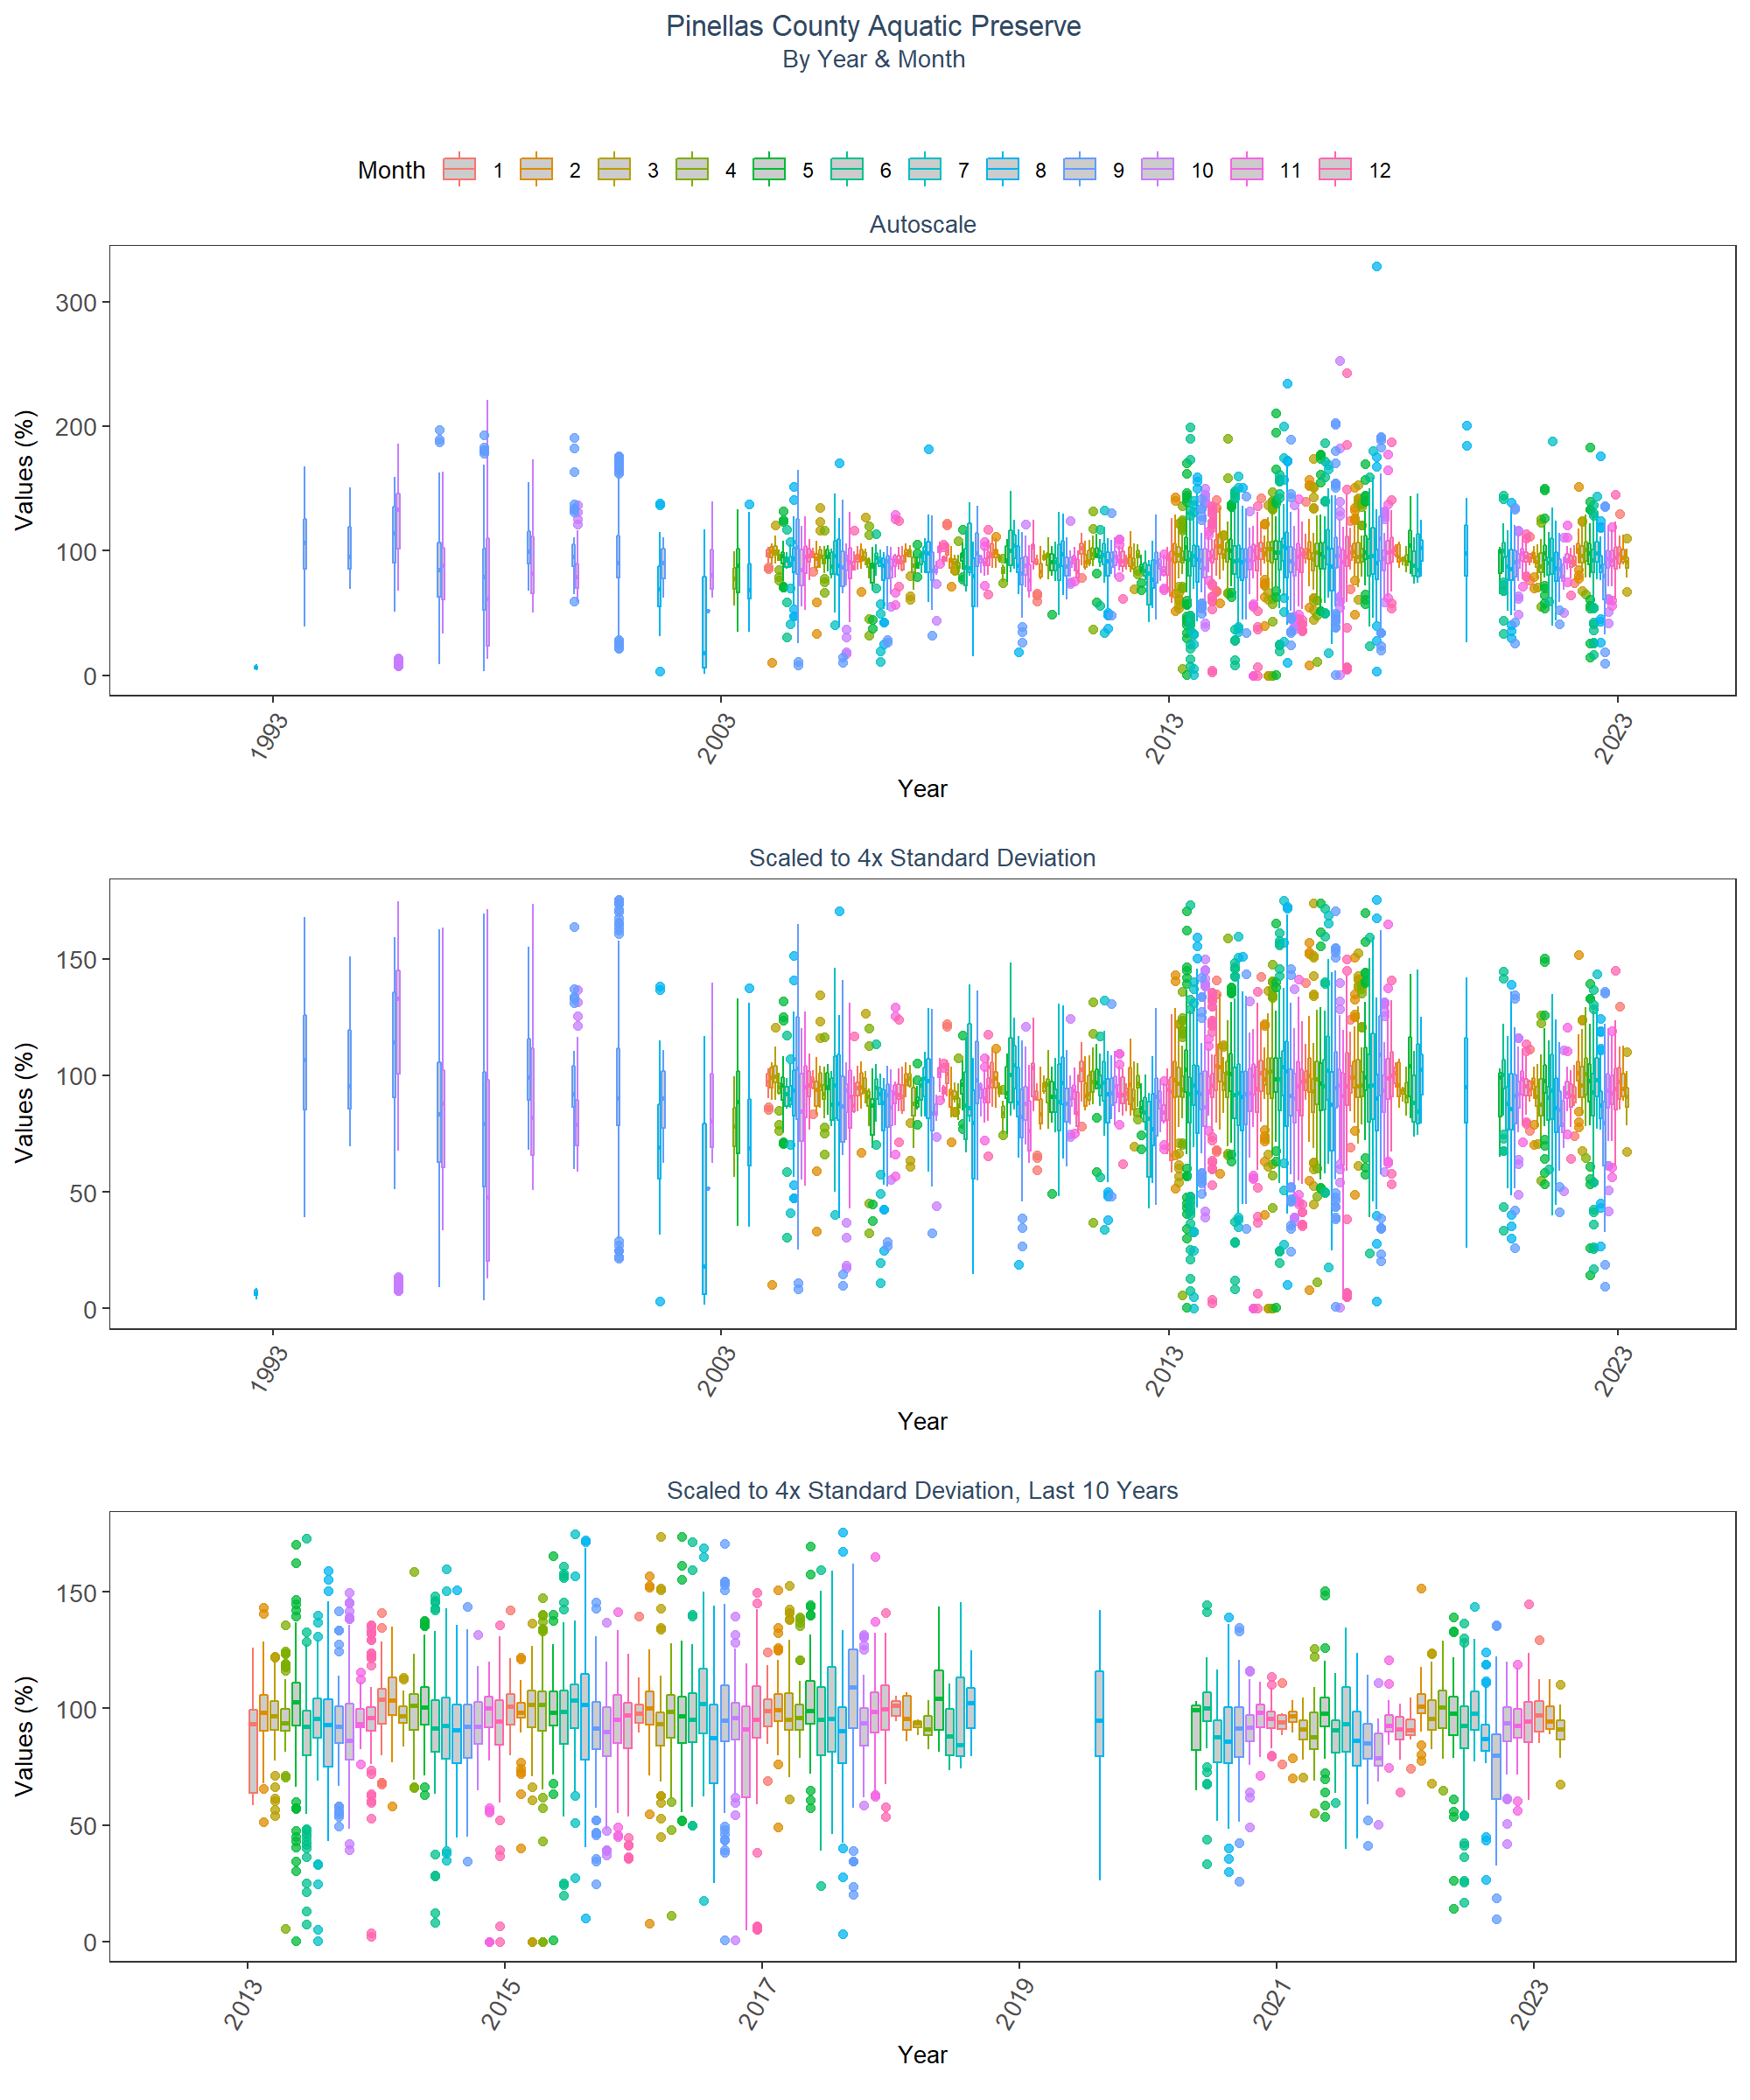 Pinellas County Aquatic Preserve
By Year & Month
Month 1 2 3 4 5 6 7 8 9 10 11 12
Autoscale
Values (%)
300
200
100
0
1993 2003 2013 2023
Year
Scaled to 4x Standard Deviation
Values (%)
150
100
50
0
1993 2003 2013 2023
Year
Scaled to 4x Standard Deviation, Last 10 Years
Values (%)
150
100
50
0
2013 2015 2017 2019 2021 2023
Year